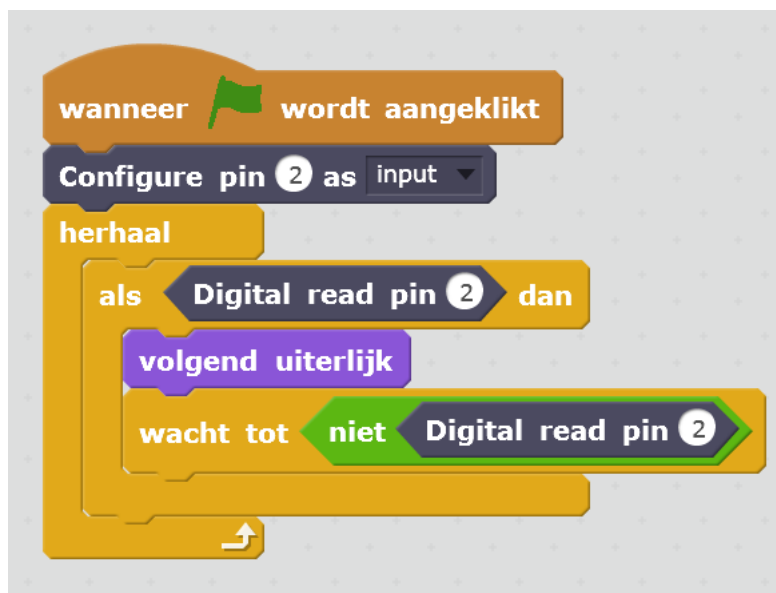 wanneer wordt aangeklikt
Configure pin 2 as input
herhaal
als Digital read pin 2 dan
volgend uiterlijk
wacht tot niet Digital read pin 2